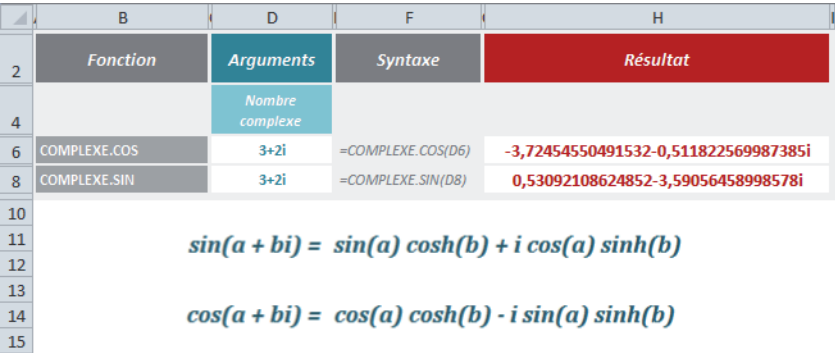 B D F H
2 Fonction Arguments Syntaxe Résultat
4 Nombre
complexe
6 COMPLEXE.COS 3+2i =COMPLEXE.COS(D6) -3,72454550491532-0,511822569987385i
8 COMPLEXE.SIN 3+2i =COMPLEXE.SIN(D8) 0,53092108624852-3,59056458998578i
10
11 sin(a + bi) = sin(a) cosh(b) + i cos(a) sinh(b)
12
13
14 cos(a + bi) = cos(a) cosh(b) - i sin(a) sinh(b)
15